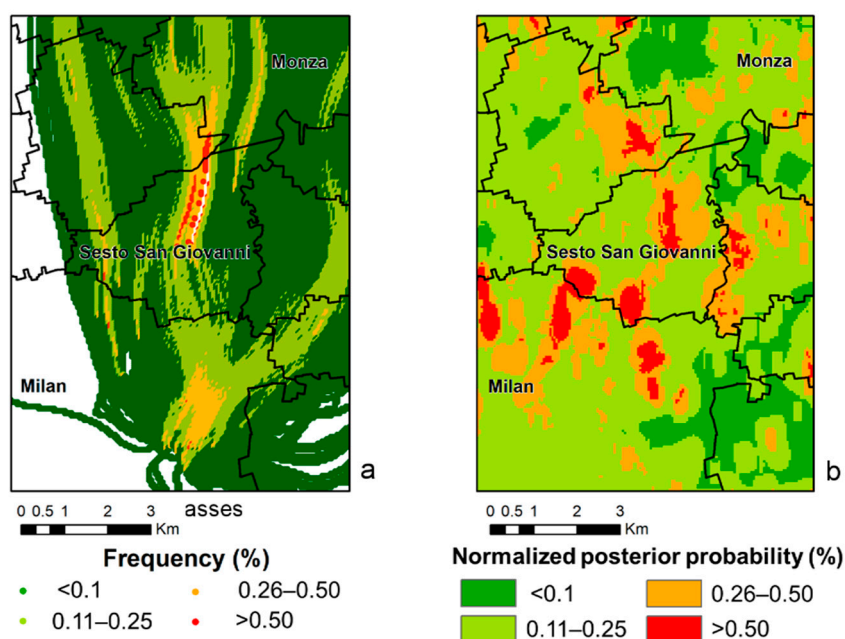 Monza
Sesto San Giovanni
Milan
a
0 0.5 1 2 3 asses
Km
Frequency (%)
<0.1
0.26–0.50
0.11–0.25
>0.50
Monza
Sesto San Giovanni
Milan
b
0 0.5 1 2 3
Km
Normalized posterior probability (%)
<0.1
0.26–0.50
0.11–0.25
>0.50